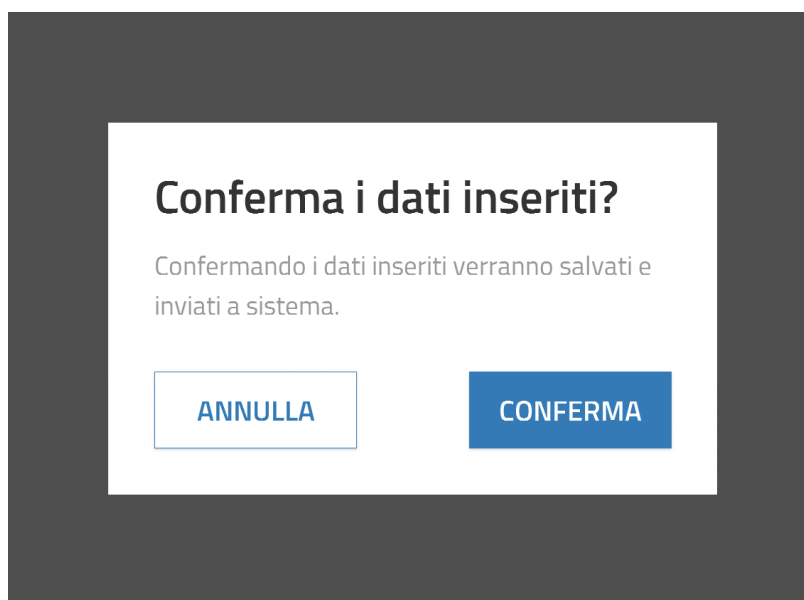 Conferma i dati inseriti?
Confermando i dati inseriti verranno salvati e
inviati a sistema.
ANNULLA
CONFERMA